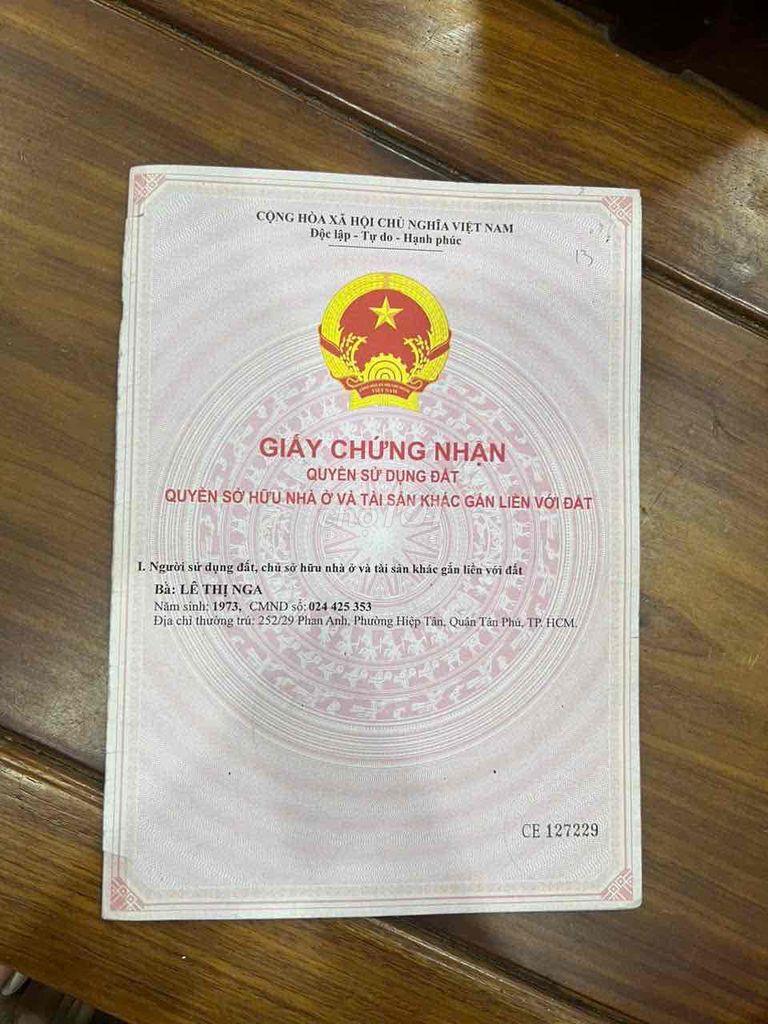 CỘNG HÒA XÃ HỘI CHỦ NGHĨA VIỆT NAM
Độc lập - Tự do - Hạnh phúc
13
VIỆT NAM
GIẤY CHỨNG NHẬN
QUYỀN SỬ DỤNG ĐẤT
QUYỀN SỞ HỮU NHÀ Ở VÀ TÀI SẢN KHÁC GẮN LIỀN VỚI ĐẤT
I. Người sử dụng đất, chủ sở hữu nhà ở và tài sản khác gắn liền với đất
Bà: LÊ THỊ NGA
Năm sinh: 1973, CMND số: 024 425 353
Địa chỉ thường trú: 252/29 Phan Anh, Phường Hiệp Tân, Quận Tân Phú, TP. HCM.
CE 127229